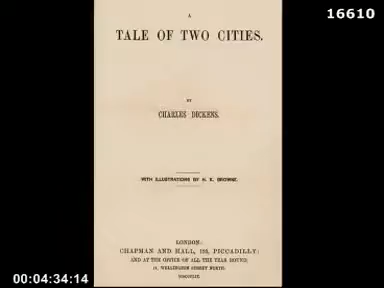 16610
A
TALE OF TWO CITIES.
BY
CHARLES DICKENS.
WITH ILLUSTRATIONS BY H. K. BROWNE.
LONDON:
CHAPMAN AND HALL, 193, PICCADILLY;
AND AT THE OFFICE OF ALL THE YEAR ROUND,
11, WELLINGTON STREET NORTH.
MDCCCLIX.
00:04:34:14